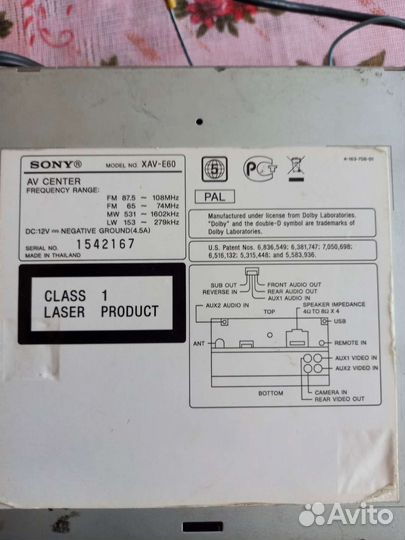 SONY®
MODEL NO. XAV-E60
AV CENTER
FREQUENCY RANGE:
FM 87.5 ~ 108MHz
FM 65 ~ 74MHz
MW 531 ~ 1602kHz
LW 153 ~ 279kHz
DC:12V NEGATIVE GROUND(4.5A)
SERIAL NO. 1542167
MADE IN THAILAND
5
PAL
4-163-708-01
Manufactured under license from Dolby Laboratories.
"Dolby" and the double-D symbol are trademarks of
Dolby Laboratories.
U.S. Patent Nos. 6,836,549; 6,381,747; 7,050,698;
6,516,132; 5,315,448; and 5,583,936.
CLASS 1
LASER PRODUCT
SUB OUT
REVERSE IN
FRONT AUDIO OUT
REAR AUDIO OUT
AUX1 AUDIO IN
AUX2 AUDIO IN
TOP
SPEAKER IMPEDANCE
4Ω TO 8Ω X 4
USB
ANT
REMOTE IN
AUX1 VIDEO IN
AUX2 VIDEO IN
BOTTOM
CAMERA IN
REAR VIDEO OUT
Avito